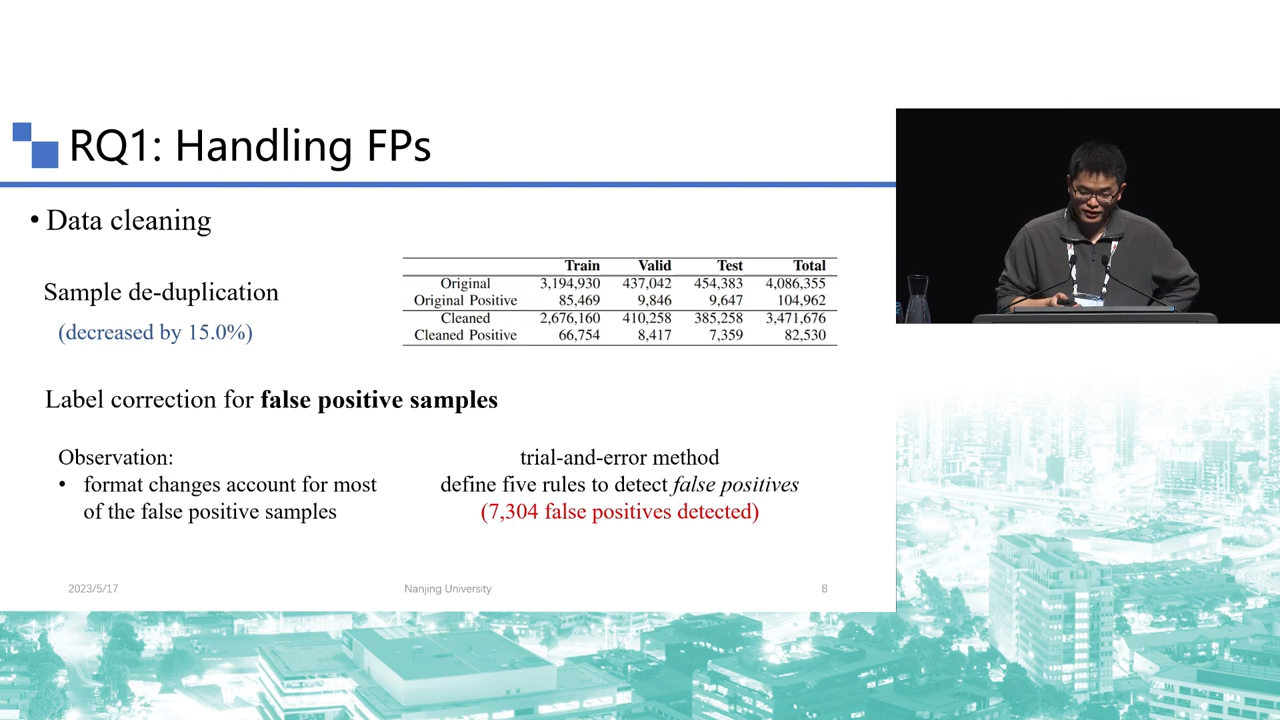 RQ1: Handling FPs
• Data cleaning
Sample de-duplication
(decreased by 15.0%)
Train Valid Test Total
Original 3,194,930 437,042 454,383 4,086,355
Original Positive 85,469 9,846 9,647 104,962
Cleaned 2,676,160 410,258 385,258 3,471,676
Cleaned Positive 66,754 8,417 7,359 82,530
Label correction for false positive samples
Observation:
• format changes account for most
of the false positive samples
trial-and-error method
define five rules to detect false positives
(7,304 false positives detected)
2023/5/17 Nanjing University 8